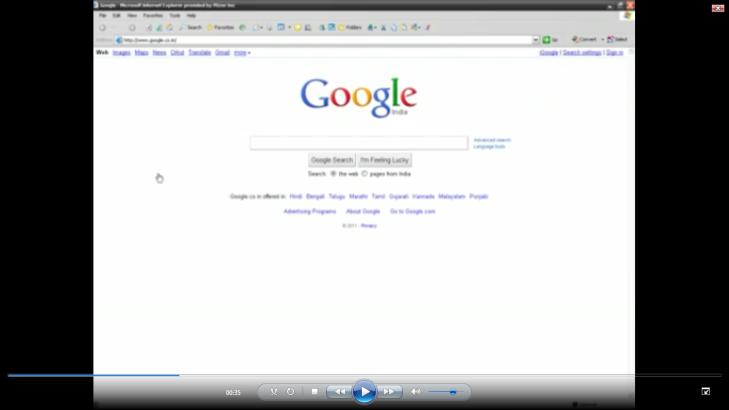 Google - Microsoft Internet Explorer provided by Pfizer Inc
File Edit View Favorites Tools Help
Search Favorites Folders
http://www.google.co.in/ Go Convert Select
Web Images Maps News Orkut Translate Gmail more iGoogle | Search settings | Sign in
Google
India
Advanced search
Language tools
Google Search I'm Feeling Lucky
Search: the web pages from India
Google.co.in offered in: Hindi Bengali Telugu Marathi Tamil Gujarati Kannada Malayalam Punjabi
Advertising Programs About Google Go to Google.com
© 2011 - Privacy
00:35